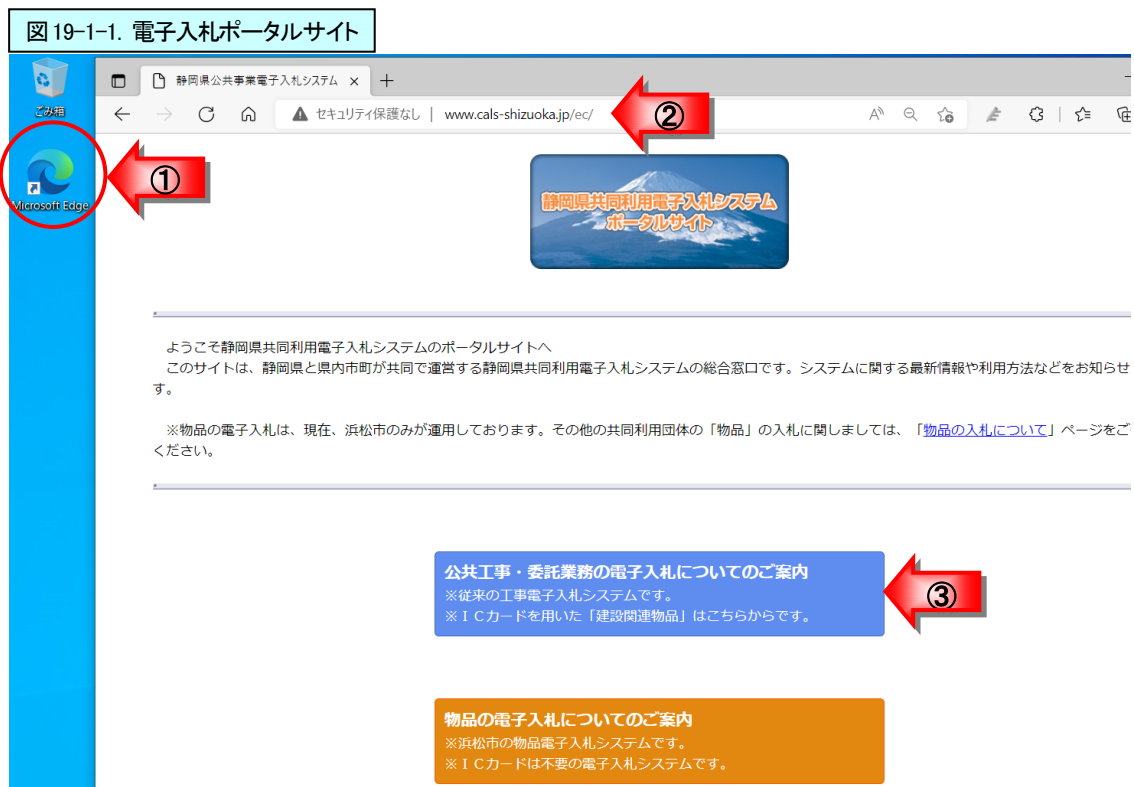 図19-1-1. 電子入札ポータルサイト
ごみ箱
静岡県公共事業電子入札システム
セキュリティ保護なし | www.cals-shizuoka.jp/ec/
②
①
Microsoft Edge
静岡県共同利用電子入札システム
ポータルサイト
ようこそ静岡県共同利用電子入札システムのポータルサイトへ
このサイトは、静岡県と県内市町が共同で運営する静岡県共同利用電子入札システムの総合窓口です。システムに関する最新情報や利用方法などをお知らせ
す。
※物品の電子入札は、現在、浜松市のみが運用しております。その他の共同利用団体の「物品」の入札に関しましては、「物品の入札について」ページをご
ください。
公共工事・委託業務の電子入札についてのご案内
※従来の工事電子入札システムです。
※ＩＣカードを用いた「建設関連物品」はこちらからです。
③
物品の電子入札についてのご案内
※浜松市の物品電子入札システムです。
※ＩＣカードは不要の電子入札システムです。